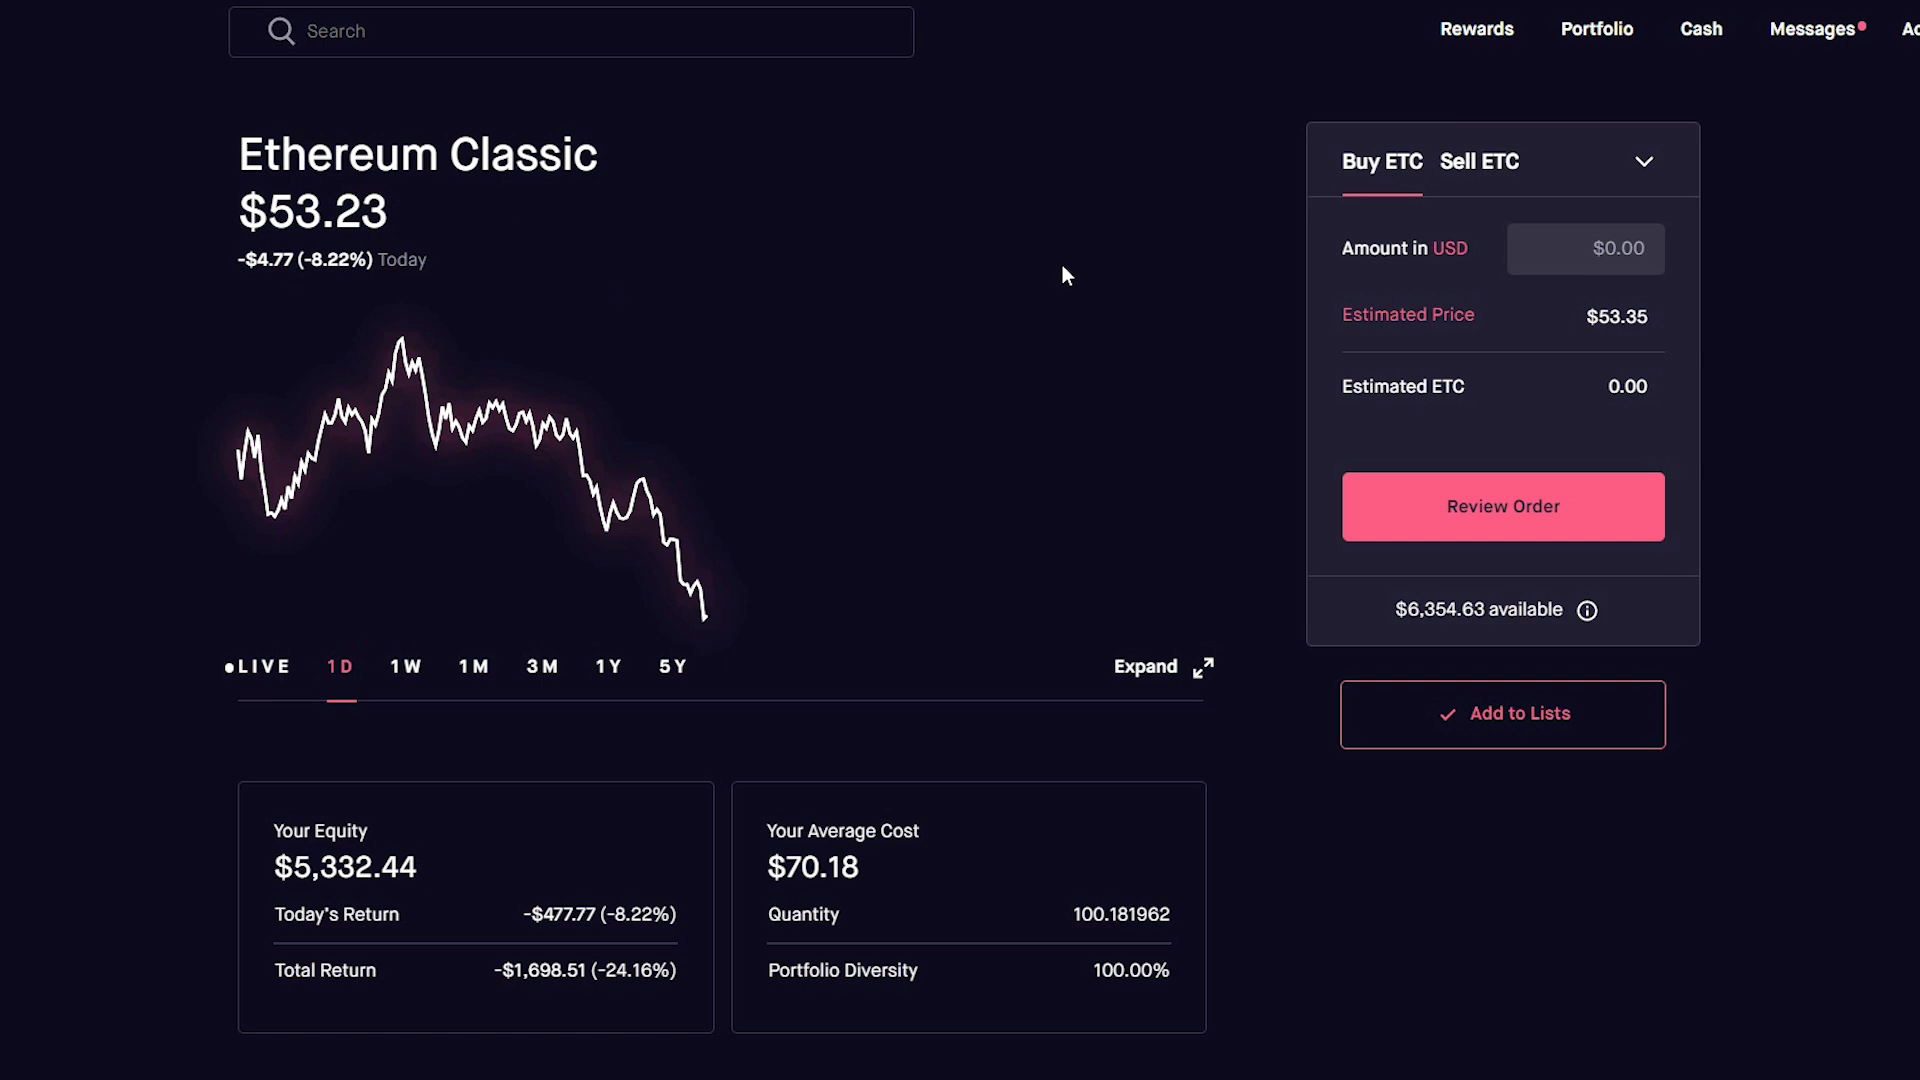 Search
Rewards Portfolio Cash Messages Ac
Ethereum Classic
$53.23
-$4.77 (-8.22%) Today
LIVE 1D 1W 1M 3M 1Y 5Y
Expand
Buy ETC Sell ETC
Amount in USD $0.00
Estimated Price $53.35
Estimated ETC 0.00
Review Order
$6,354.63 available
Add to Lists
Your Equity
$5,332.44
Today's Return -$477.77 (-8.22%)
Total Return -$1,698.51 (-24.16%)
Your Average Cost
$70.18
Quantity 100.181962
Portfolio Diversity 100.00%